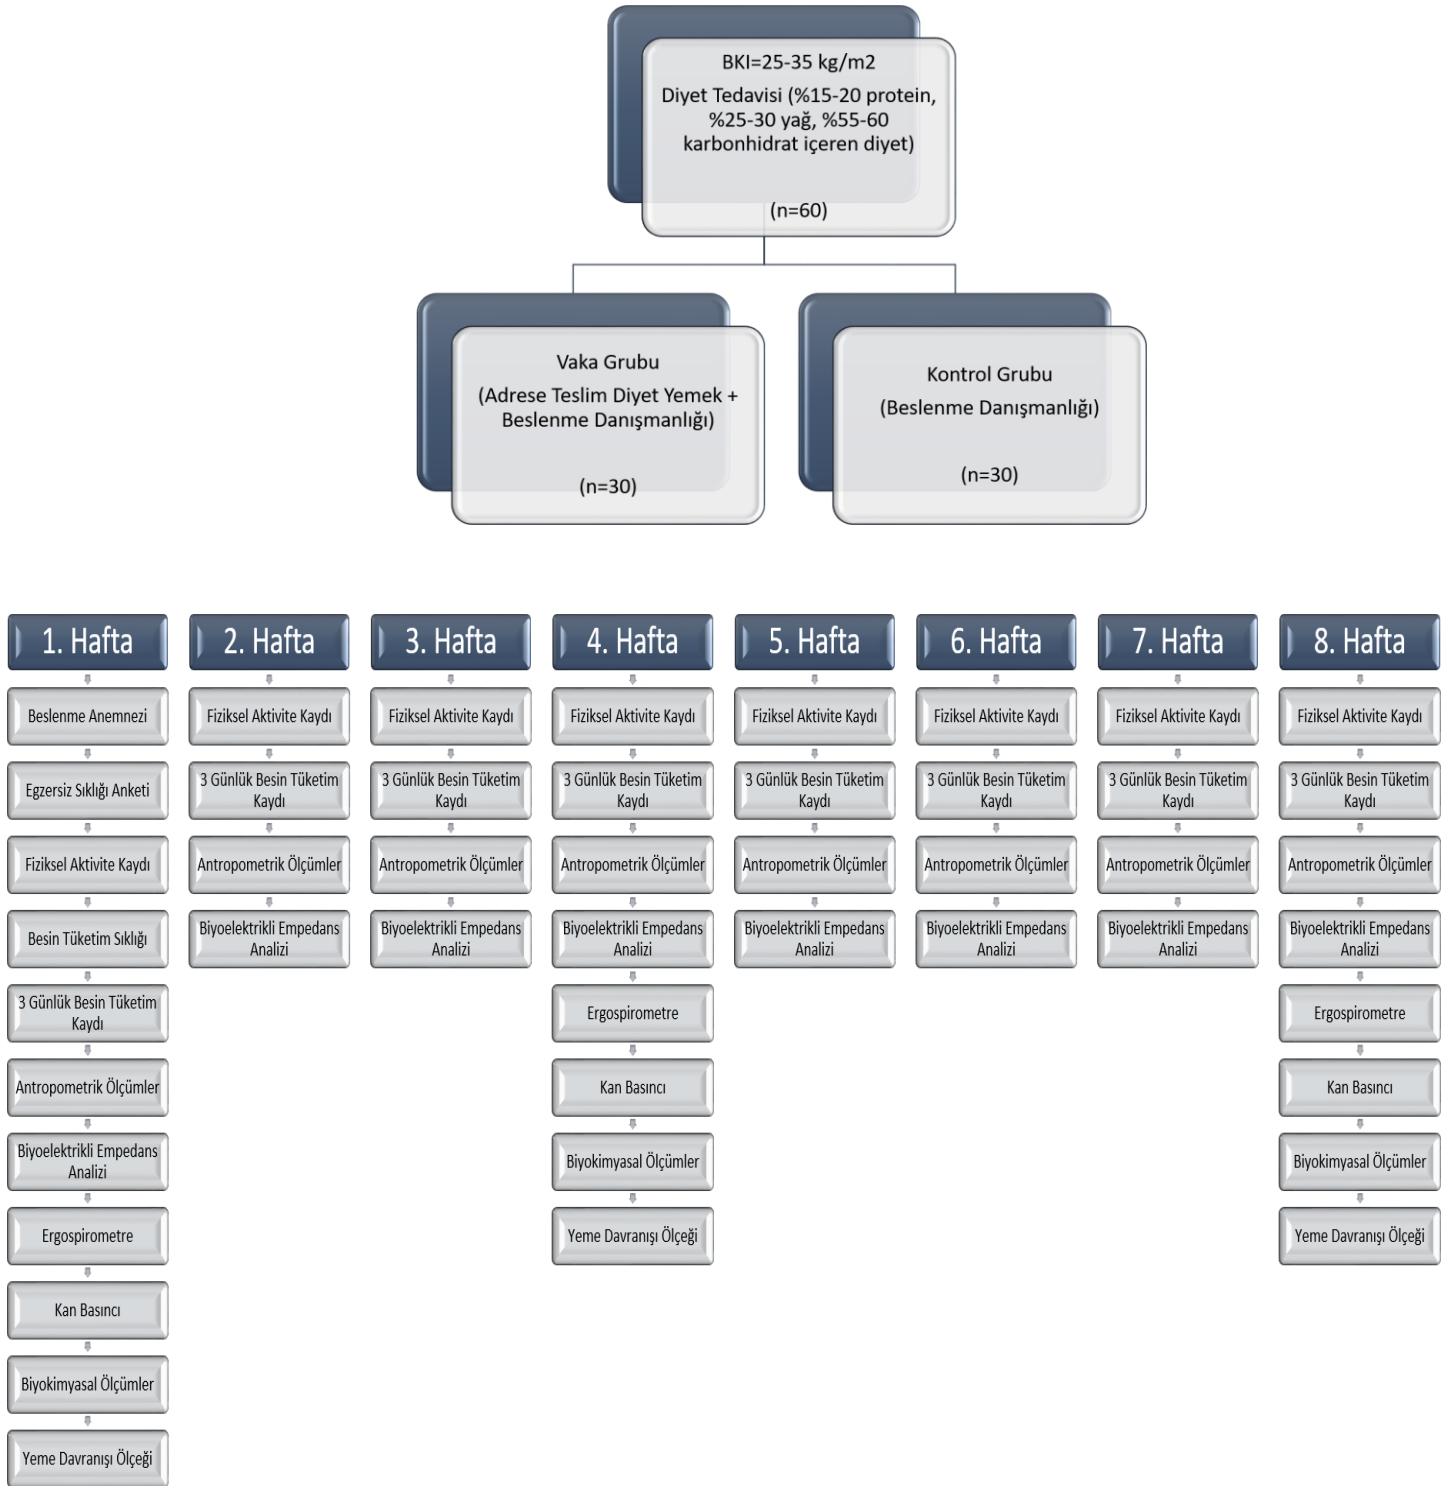 BKI=25-35 kg/m2
Diyet Tedavisi (%15-20 protein,
%25-30 yağ, %55-60
karbonhidrat içeren diyet)
(n=60)
Vaka Grubu
(Adrese Teslim Diyet Yemek +
Beslenme Danışmanlığı)
(n=30)
Kontrol Grubu
(Beslenme Danışmanlığı)
(n=30)
1. Hafta
Beslenme Anemnezi
Egzersiz Sıklığı Anketi
Fiziksel Aktivite Kaydı
Besin Tüketim Sıklığı
3 Günlük Besin Tüketim
Kaydı
Antropometrik Ölçümler
Biyoelektrikli Empedans
Analizi
Ergospirometre
Kan Basıncı
Biyokimyasal Ölçümler
Yeme Davranışı Ölçeği
2. Hafta
Fiziksel Aktivite Kaydı
3 Günlük Besin Tüketim
Kaydı
Antropometrik Ölçümler
Biyoelektrikli Empedans
Analizi
3. Hafta
Fiziksel Aktivite Kaydı
3 Günlük Besin Tüketim
Kaydı
Antropometrik Ölçümler
Biyoelektrikli Empedans
Analizi
4. Hafta
Fiziksel Aktivite Kaydı
3 Günlük Besin Tüketim
Kaydı
Antropometrik Ölçümler
Biyoelektrikli Empedans
Analizi
Ergospirometre
Kan Basıncı
Biyokimyasal Ölçümler
Yeme Davranışı Ölçeği
5. Hafta
Fiziksel Aktivite Kaydı
3 Günlük Besin Tüketim
Kaydı
Antropometrik Ölçümler
Biyoelektrikli Empedans
Analizi
6. Hafta
Fiziksel Aktivite Kaydı
3 Günlük Besin Tüketim
Kaydı
Antropometrik Ölçümler
Biyoelektrikli Empedans
Analizi
7. Hafta
Fiziksel Aktivite Kaydı
3 Günlük Besin Tüketim
Kaydı
Antropometrik Ölçümler
Biyoelektrikli Empedans
Analizi
8. Hafta
Fiziksel Aktivite Kaydı
3 Günlük Besin Tüketim
Kaydı
Antropometrik Ölçümler
Biyoelektrikli Empedans
Analizi
Ergospirometre
Kan Basıncı
Biyokimyasal Ölçümler
Yeme Davranışı Ölçeği